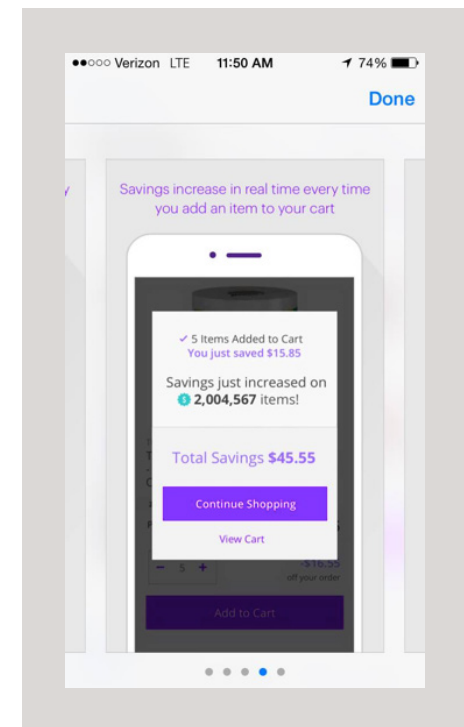 Verizon LTE 11:50 AM 74%
Done
y
Savings increase in real time every time
you add an item to your cart
5 Items Added to Cart
You just saved $15.85
Savings just increased on
$ 2,004,567 items!
Total Savings $45.55
Continue Shopping
View Cart
- 5 + -$16.55
off your order
Add to Cart